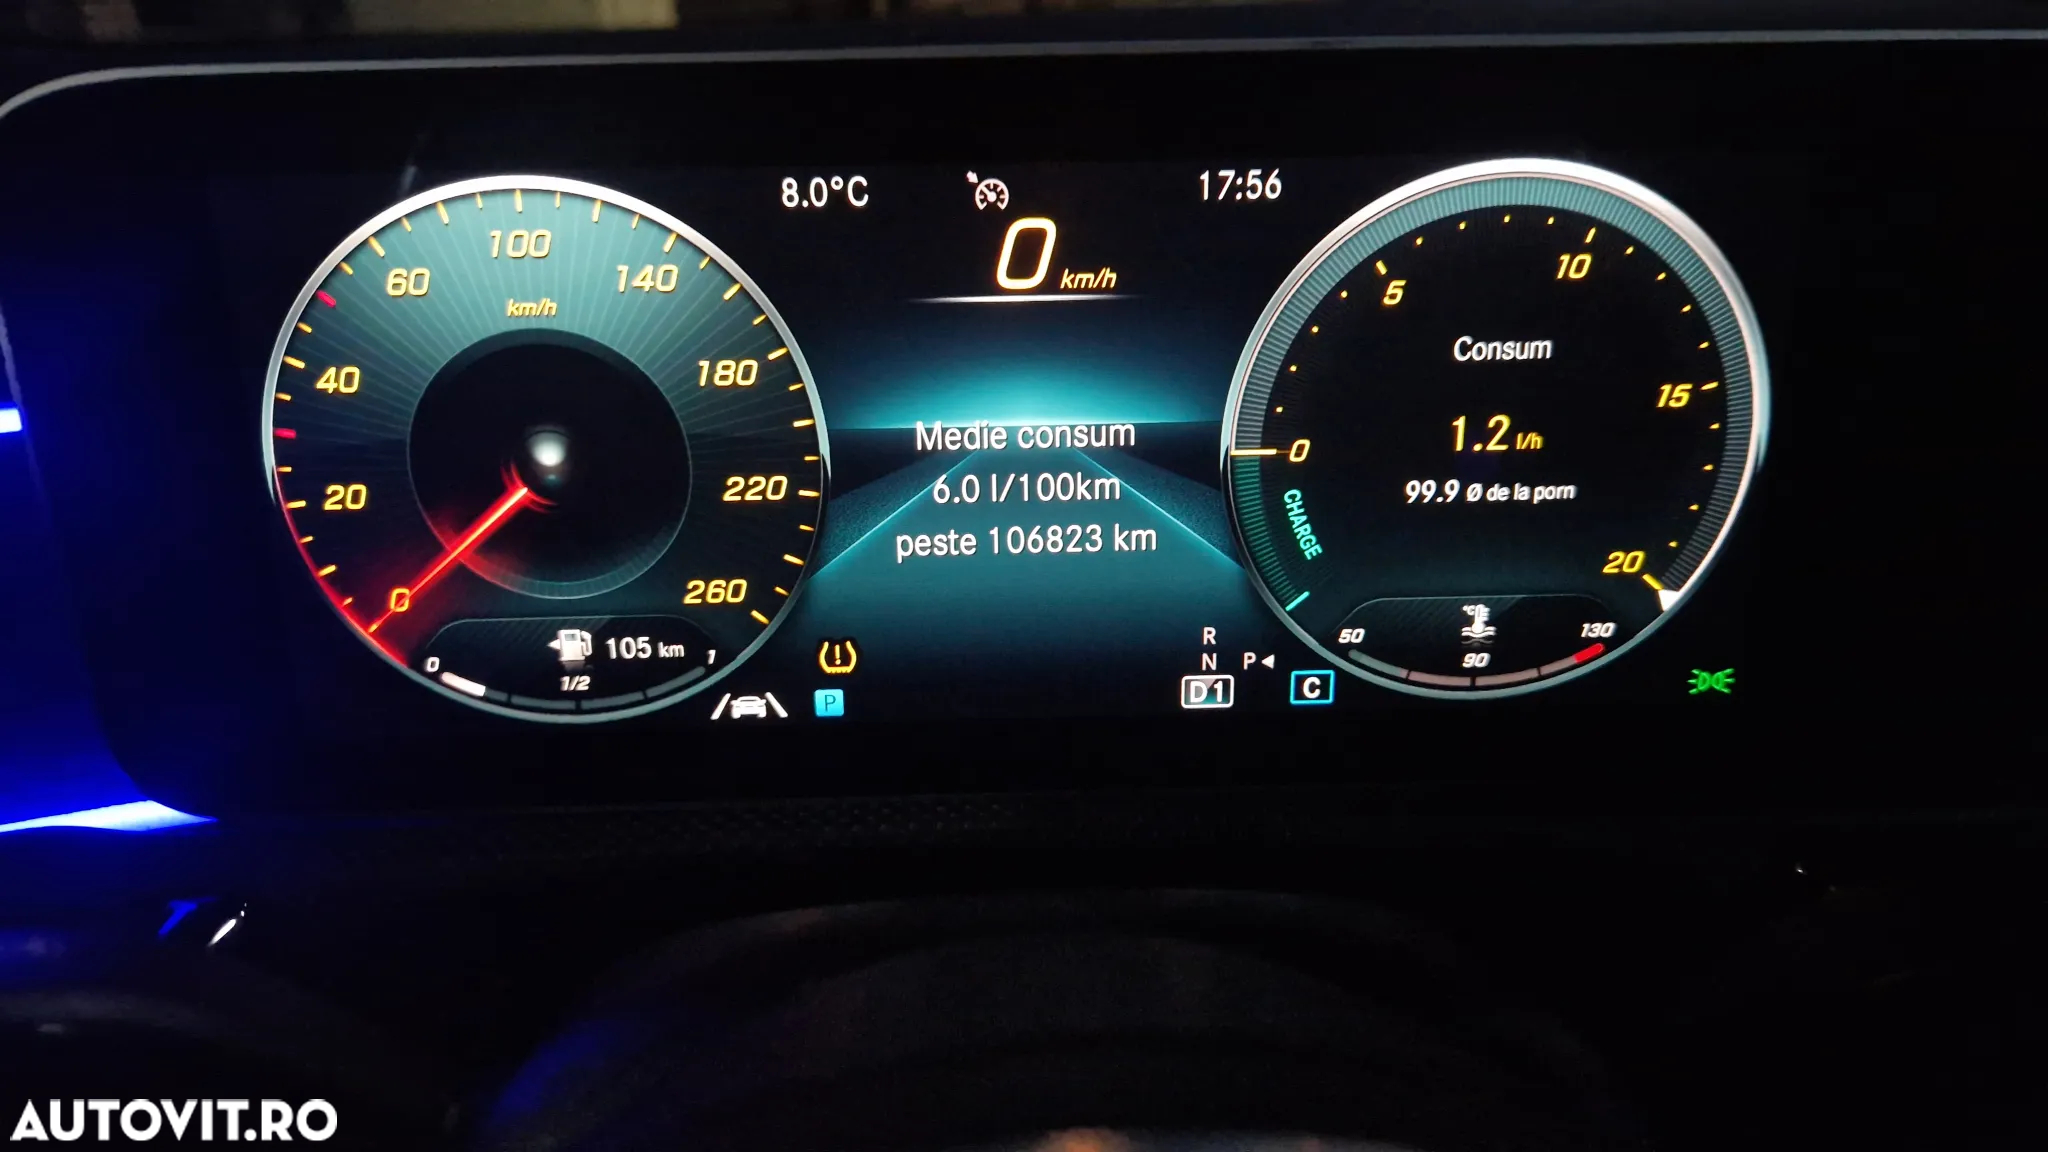 8.0°C
17:56
0 km/h
0
20
40
60
100
140
180
220
260
km/h
Medie consum
6.0 l/100km
peste 106823 km
Consum
1.2 l/h
99.9 Ø de la porn
0
5
10
15
20
CHARGE
0
1/2
1
105 km
P
R
N
P◄
D 1
C
°C
50
90
130
AUTOVIT.RO